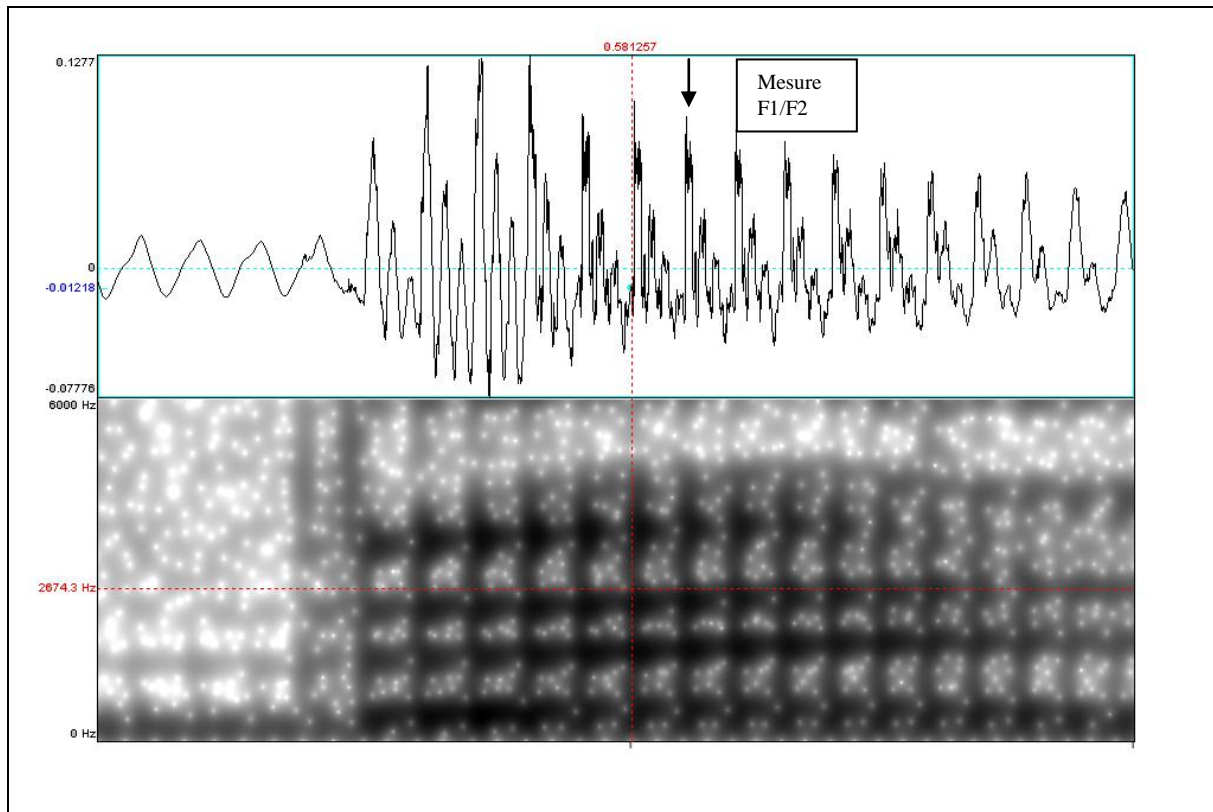 0.581257
0.1277
Mesure
F1/F2
0
-0.01218
-0.07776
6000 Hz
2674.3 Hz
0 Hz